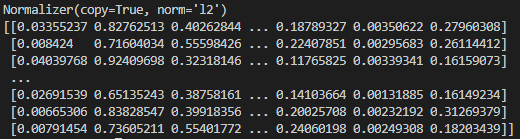 Normalizer(copy=True, norm='l2')
[[0.03355237 0.82762513 0.40262844 ... 0.18789327 0.00350622 0.27960308]
 [0.008424   0.71604034 0.55598426 ... 0.22407851 0.00295683 0.26114412]
 [0.04039768 0.92409698 0.32318146 ... 0.11765825 0.00339341 0.16159073]
 ...
 [0.02691539 0.65135243 0.38758161 ... 0.14103664 0.00131885 0.16149234]
 [0.00665306 0.83828547 0.39918356 ... 0.20025708 0.00232192 0.31269379]
 [0.00791454 0.73605211 0.55401772 ... 0.24060198 0.00249308 0.18203439]]